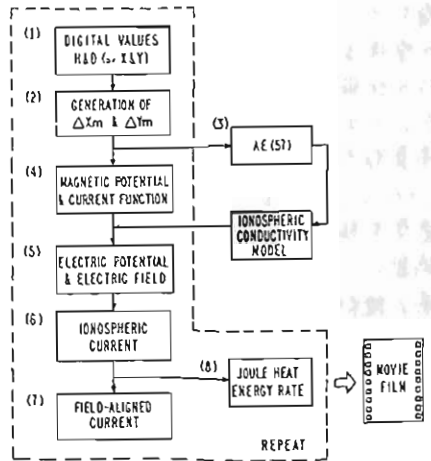 (1)
DIGITAL VALUES
H&D (or X&Y)
(2)
GENERATION OF
△Xm & △Ym
(3)
AE(57)
(4)
MAGNETIC POTENTIAL
& CURRENT FUNCTION
IONOSPHERIC
CONDUCTIVITY
MODEL
(5)
ELECTRIC POTENTIAL
& ELECTRIC FIELD
(6)
IONOSPHERIC
CURRENT
(8)
JOULE HEAT
ENERGY RATE
MOVIE
FILM
(7)
FIELD-ALIGNED
CURRENT
REPEAT